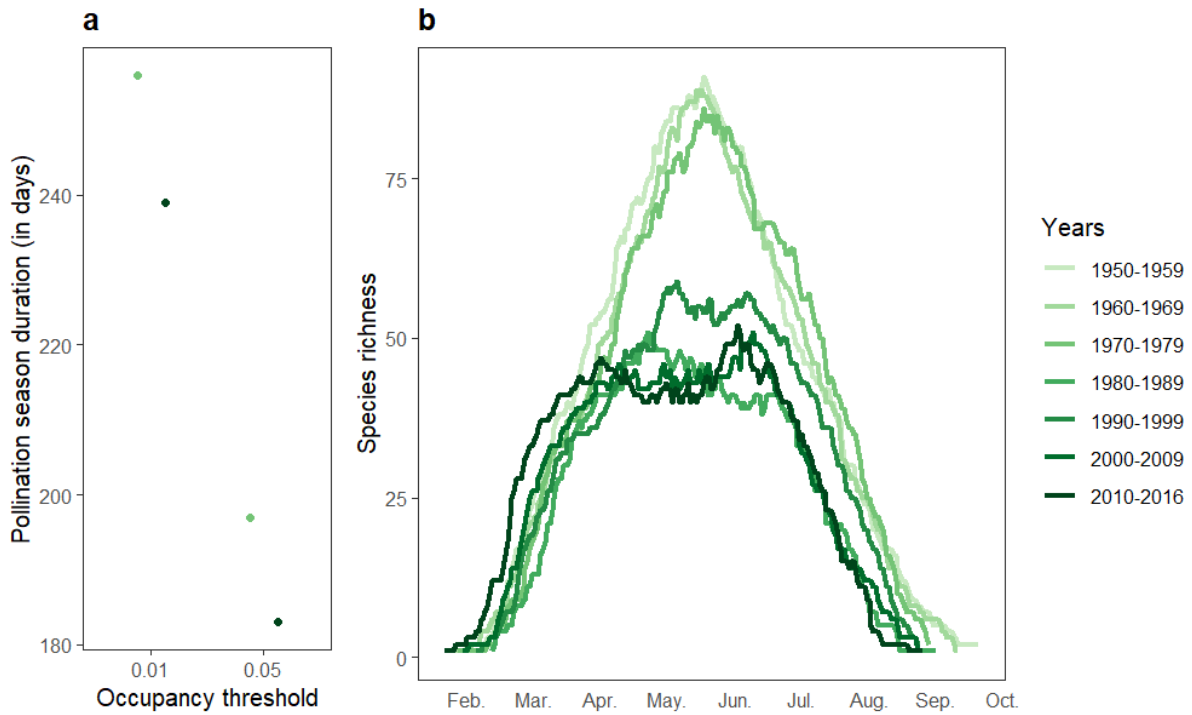 a
b
Pollination season duration (in days)
240
220
200
180
0.01
0.05
Occupancy threshold
Species richness
75
50
25
0
Feb.
Mar.
Apr.
May.
Jun.
Jul.
Aug.
Sep.
Oct.
Years
1950-1959
1960-1969
1970-1979
1980-1989
1990-1999
2000-2009
2010-2016